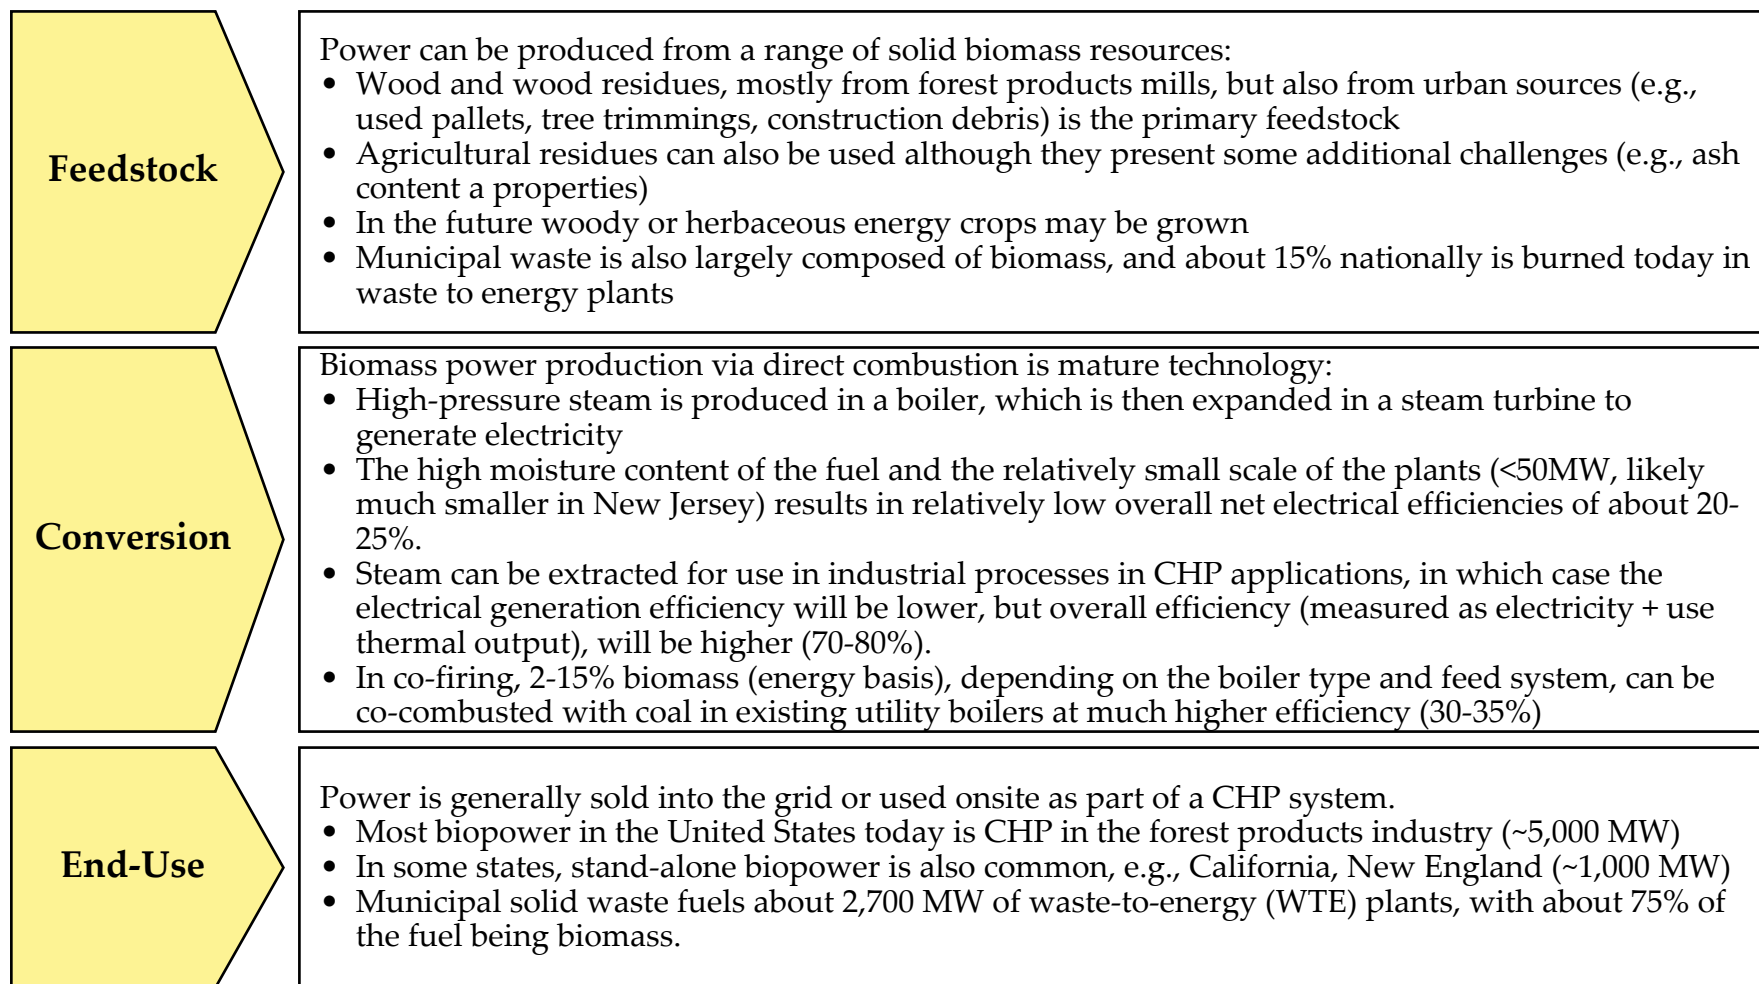 Feedstock
Power can be produced from a range of solid biomass resources:
• Wood and wood residues, mostly from forest products mills, but also from urban sources (e.g.,
used pallets, tree trimmings, construction debris) is the primary feedstock
• Agricultural residues can also be used although they present some additional challenges (e.g., ash
content a properties)
• In the future woody or herbaceous energy crops may be grown
• Municipal waste is also largely composed of biomass, and about 15% nationally is burned today in
waste to energy plants
Conversion
Biomass power production via direct combustion is mature technology:
• High-pressure steam is produced in a boiler, which is then expanded in a steam turbine to
generate electricity
• The high moisture content of the fuel and the relatively small scale of the plants (<50MW, likely
much smaller in New Jersey) results in relatively low overall net electrical efficiencies of about 20-
25%.
• Steam can be extracted for use in industrial processes in CHP applications, in which case the
electrical generation efficiency will be lower, but overall efficiency (measured as electricity + use
thermal output), will be higher (70-80%).
• In co-firing, 2-15% biomass (energy basis), depending on the boiler type and feed system, can be
co-combusted with coal in existing utility boilers at much higher efficiency (30-35%)
End-Use
Power is generally sold into the grid or used onsite as part of a CHP system.
• Most biopower in the United States today is CHP in the forest products industry (~5,000 MW)
• In some states, stand-alone biopower is also common, e.g., California, New England (~1,000 MW)
• Municipal solid waste fuels about 2,700 MW of waste-to-energy (WTE) plants, with about 75% of
the fuel being biomass.